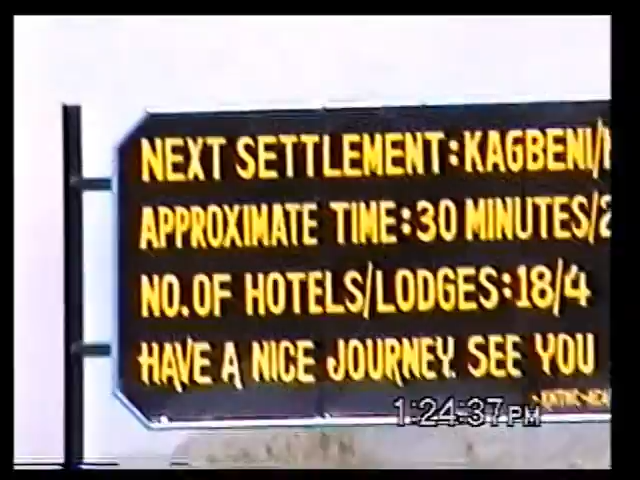 NEXT SETTLEMENT:KAGBENI/
APPROXIMATE TIME:30 MINUTES/2
NO.OF HOTELS/LODGES:18/4
HAVE A NICE JOURNEY. SEE YOU
1:24:37PM